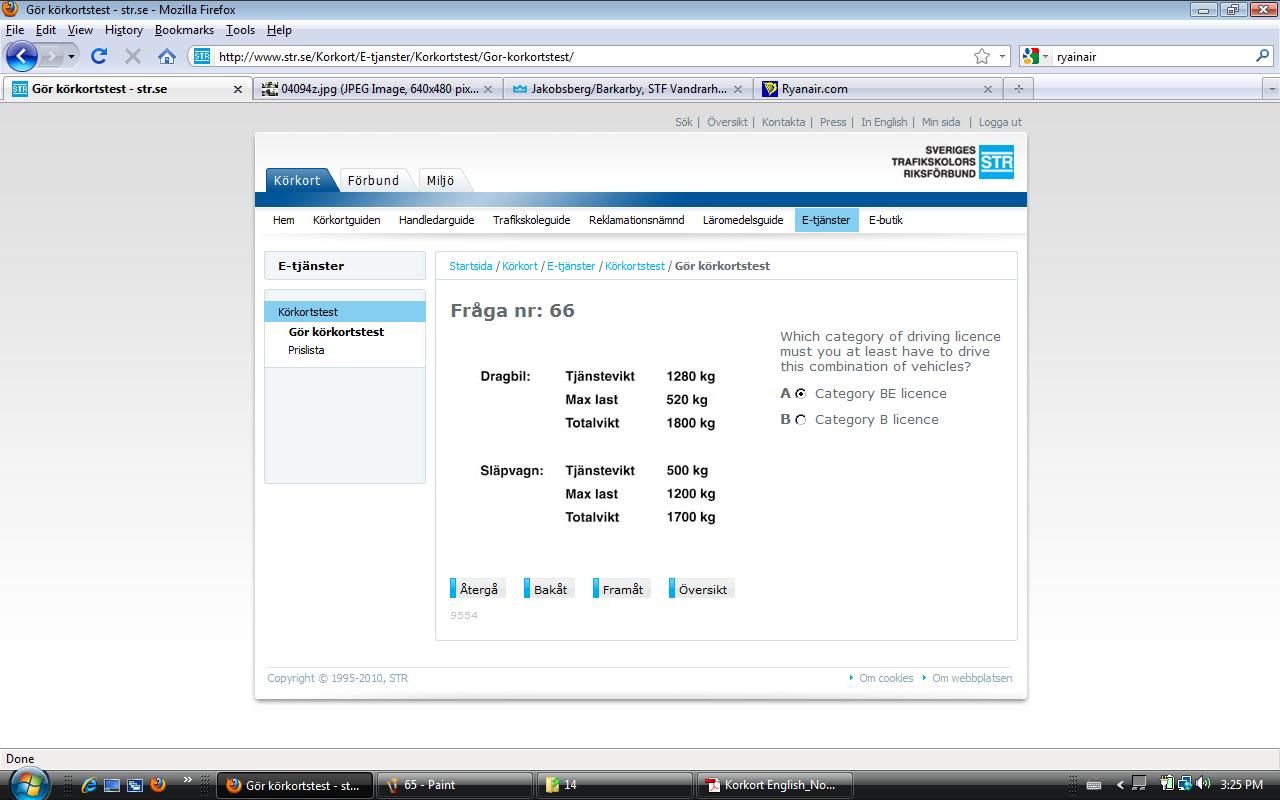 Gör körkortstest - str.se - Mozilla Firefox
File Edit View History Bookmarks Tools Help
STR http://www.str.se/Korkort/E-tjanster/Korkortstest/Gor-korkortstest/ ryainair
STR Gör körkortstest - str.se 04094z.jpg (JPEG Image, 640x480 pix... Jakobsberg/Barkarby, STF Vandrarh... Ryanair.com
Sök | Översikt | Kontakta | Press | In English | Min sida | Logga ut
SVERIGES
TRAFIKSKOLORS STR
RIKSFÖRBUND
Körkort Förbund Miljö
Hem Körkortguiden Handledarguide Trafikskoleguide Reklamationsnämnd Läromedelsguide E-tjänster E-butik
E-tjänster
Körkortstest
Gör körkortstest
Prislista
Startsida / Körkort / E-tjänster / Körkortstest / Gör körkortstest
Fråga nr: 66
Dragbil: Tjänstevikt 1280 kg
Max last 520 kg
Totalvikt 1800 kg
Släpvagn: Tjänstevikt 500 kg
Max last 1200 kg
Totalvikt 1700 kg
Which category of driving licence
must you at least have to drive
this combination of vehicles?
A Category BE licence
B Category B licence
Återgå Bakåt Framåt Översikt
9554
Copyright © 1995-2010, STR Om cookies Om webbplatsen
Done
Gör körkortstest - st... 65 - Paint 14 Korkort English_No... 3:25 PM